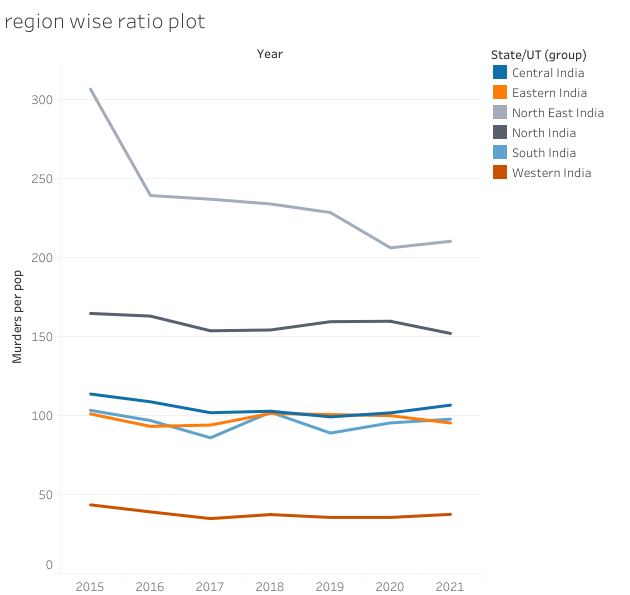 region wise ratio plot
Year
State/UT (group)
Central India
Eastern India
North East India
North India
South India
Western India
Murders per pop
300
250
200
150
100
50
0
2015 2016 2017 2018 2019 2020 2021